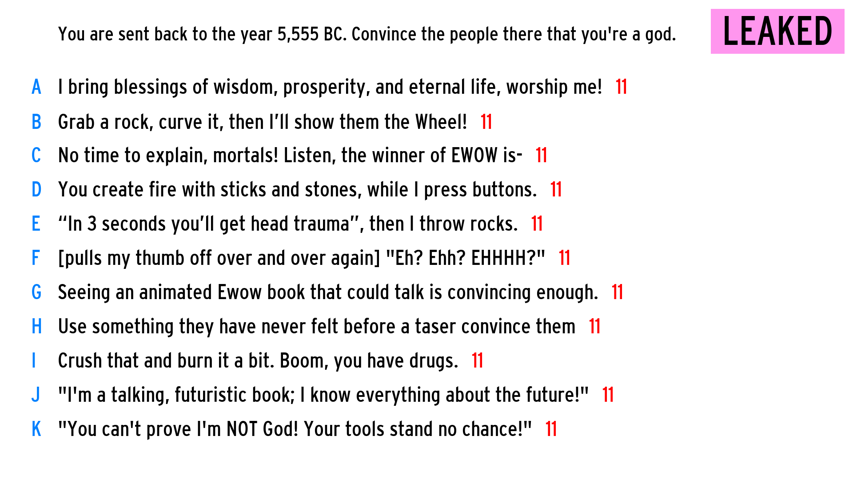 You are sent back to the year 5,555 BC. Convince the people there that you're a god. LEAKED
A I bring blessings of wisdom, prosperity, and eternal life, worship me! 11
B Grab a rock, curve it, then I’ll show them the Wheel! 11
C No time to explain, mortals! Listen, the winner of EWOW is- 11
D You create fire with sticks and stones, while I press buttons. 11
E “In 3 seconds you’ll get head trauma”, then I throw rocks. 11
F [pulls my thumb off over and over again] "Eh? Ehh? EHHHH?" 11
G Seeing an animated Ewow book that could talk is convincing enough. 11
H Use something they have never felt before a taser convince them 11
I Crush that and burn it a bit. Boom, you have drugs. 11
J "I'm a talking, futuristic book; I know everything about the future!" 11
K "You can't prove I'm NOT God! Your tools stand no chance!" 11